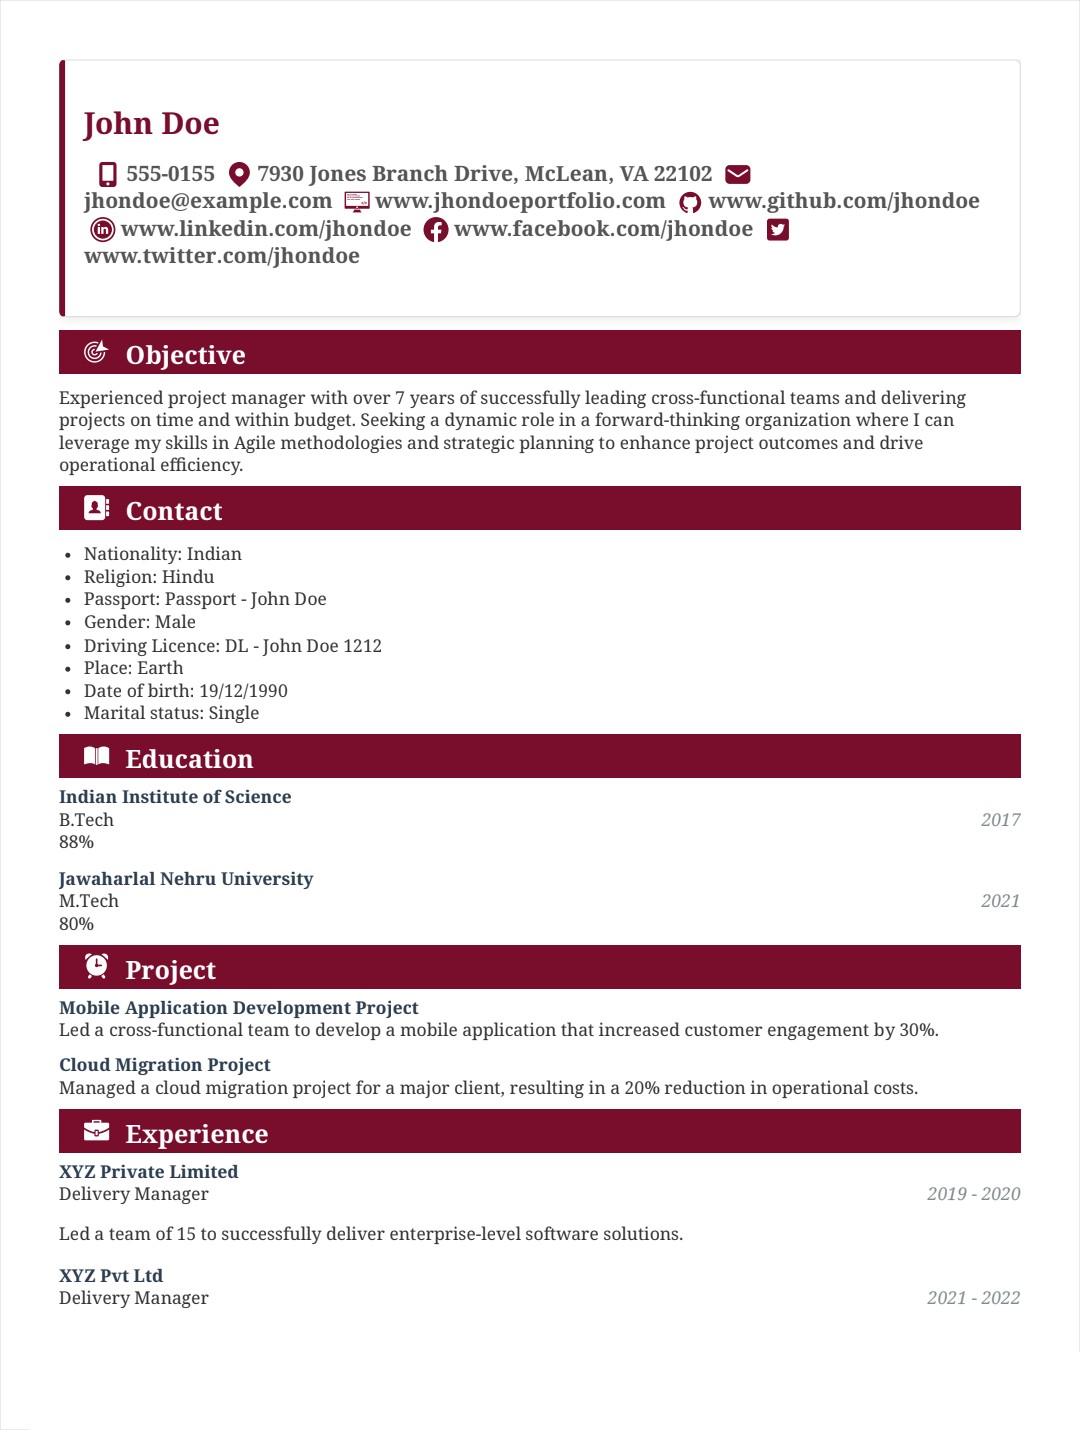 John Doe
555-0155 7930 Jones Branch Drive, McLean, VA 22102
jhondoe@example.com www.jhondoeportfolio.com www.github.com/jhondoe
www.linkedin.com/jhondoe www.facebook.com/jhondoe
www.twitter.com/jhondoe
Objective
Experienced project manager with over 7 years of successfully leading cross-functional teams and delivering
projects on time and within budget. Seeking a dynamic role in a forward-thinking organization where I can
leverage my skills in Agile methodologies and strategic planning to enhance project outcomes and drive
operational efficiency.
Contact
• Nationality: Indian
• Religion: Hindu
• Passport: Passport - John Doe
• Gender: Male
• Driving Licence: DL - John Doe 1212
• Place: Earth
• Date of birth: 19/12/1990
• Marital status: Single
Education
Indian Institute of Science
B.Tech 2017
88%
Jawaharlal Nehru University
M.Tech 2021
80%
Project
Mobile Application Development Project
Led a cross-functional team to develop a mobile application that increased customer engagement by 30%.
Cloud Migration Project
Managed a cloud migration project for a major client, resulting in a 20% reduction in operational costs.
Experience
XYZ Private Limited
Delivery Manager 2019 - 2020
Led a team of 15 to successfully deliver enterprise-level software solutions.
XYZ Pvt Ltd
Delivery Manager 2021 - 2022